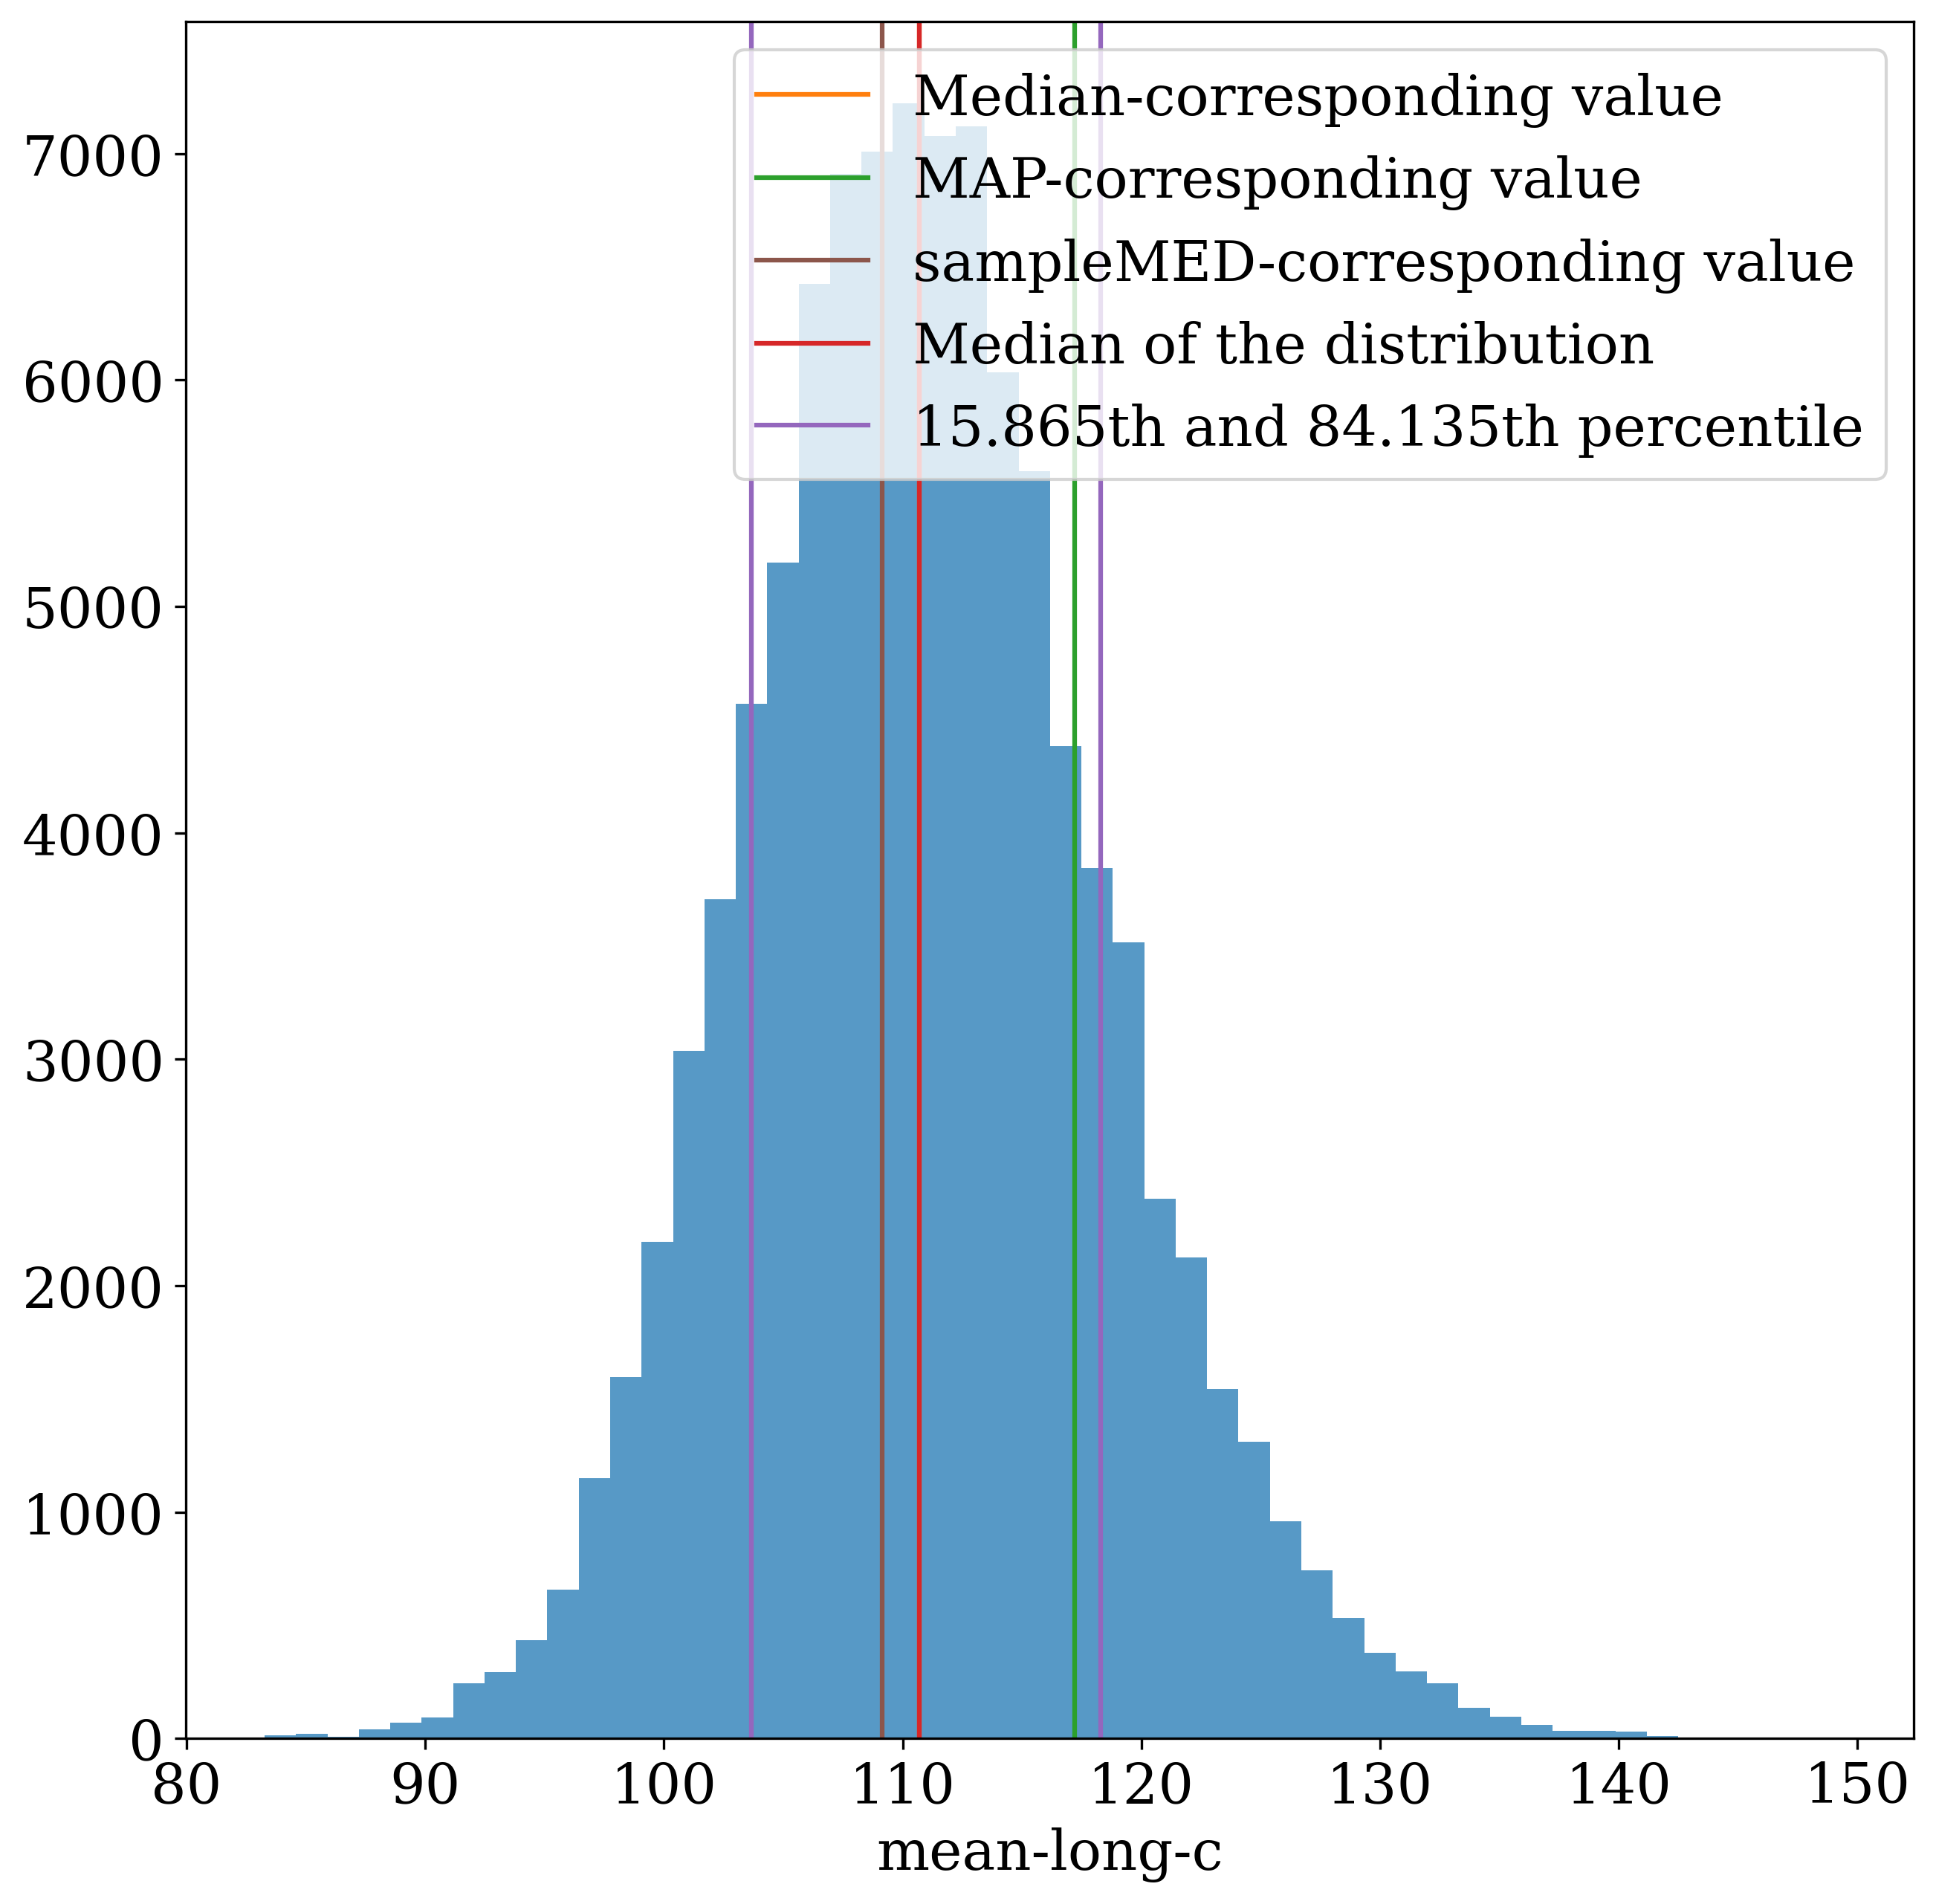 Median-corresponding value
MAP-corresponding value
sampleMED-corresponding value
Median of the distribution
15.865th and 84.135th percentile
7000
6000
5000
4000
3000
2000
1000
0
80 90 100 110 120 130 140 150
mean-long-c